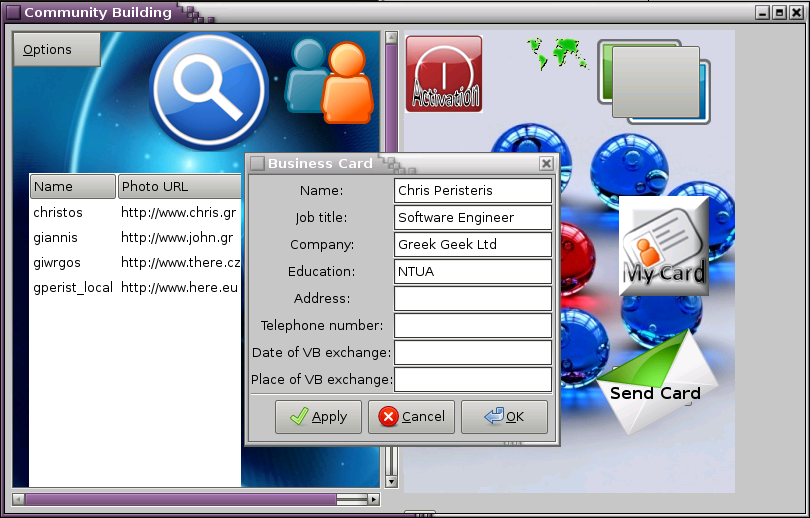 Community Building
Options
Activation
Name Photo URL
christos http://www.chris.gr
giannis http://www.john.gr
giwrgos http://www.there.cz
gperist_local http://www.here.eu
Business Card
Name: Chris Peristeris
Job title: Software Engineer
Company: Greek Geek Ltd
Education: NTUA
Address:
Telephone number:
Date of VB exchange:
Place of VB exchange:
Apply Cancel OK
My Card
Send Card